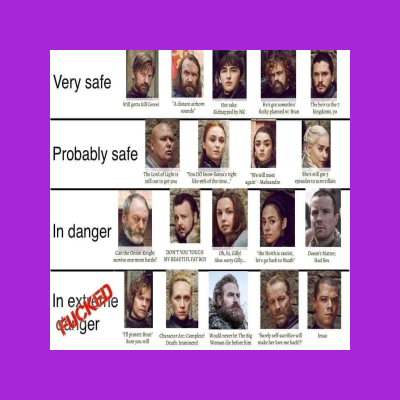 Very safe
Still gotta kill Cersei
"A distant airhorn
sounds"
Hot take:
Kidnapped by NK
He's got somethin'
fishy planned w/ Bran
The heir to the 7
kingdoms, yo
Probably safe
The Lord of Light is
still out to get you
"You DO know Sansa's right
like 99% of the time..."
"We will meet
again" - Melisandre
She's still got 3
episodes to turn villain
In danger
Can the Onion Knight
survive one more battle?
DON'T YOU TOUCH
MY BEAUTIFUL FAT BOI
Oh, hi, Gilly!
Also sorry Gilly...
"the North is racist,
let's go back to Naath"
Doesn't Matter;
Had Sex
In extreme
danger
FUCKED
"I'll protect Bran"
Sure you will
Character Arc: Complete!
Death: Imminent!
Would never let The Big
Woman die before him
"Surely self-sacrifice will
make her love me back!?"